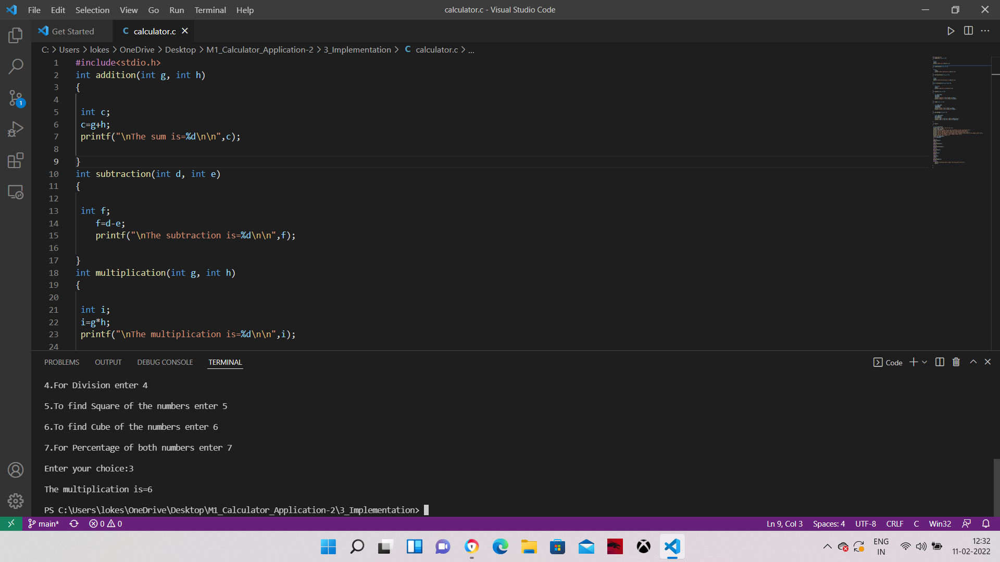 File Edit Selection View Go Run Terminal Help
calculator.c - Visual Studio Code
Get Started
C calculator.c
C: > Users > lokes > OneDrive > Desktop > M1_Calculator_Application-2 > 3_Implementation > C calculator.c > ...
1 #include<stdio.h>
2 int addition(int g, int h)
3 {
4
5 int c;
6 c=g+h;
7 printf("\nThe sum is=%d\n\n",c);
8
9 }
10 int subtraction(int d, int e)
11 {
12
13 int f;
14 f=d-e;
15 printf("\nThe subtraction is=%d\n\n",f);
16
17 }
18 int multiplication(int g, int h)
19 {
20
21 int i;
22 i=g*h;
23 printf("\nThe multiplication is=%d\n\n",i);
24
PROBLEMS OUTPUT DEBUG CONSOLE TERMINAL
Code
4.For Division enter 4
5.To find Square of the numbers enter 5
6.To find Cube of the numbers enter 6
7.For Percentage of both numbers enter 7
Enter your choice:3
The multiplication is=6
PS C:\Users\lokes\OneDrive\Desktop\M1_Calculator_Application-2\3_Implementation>
1
main* 0 0
Ln 9, Col 3 Spaces: 4 UTF-8 CRLF C Win32
ENG
IN
12:32
11-02-2022